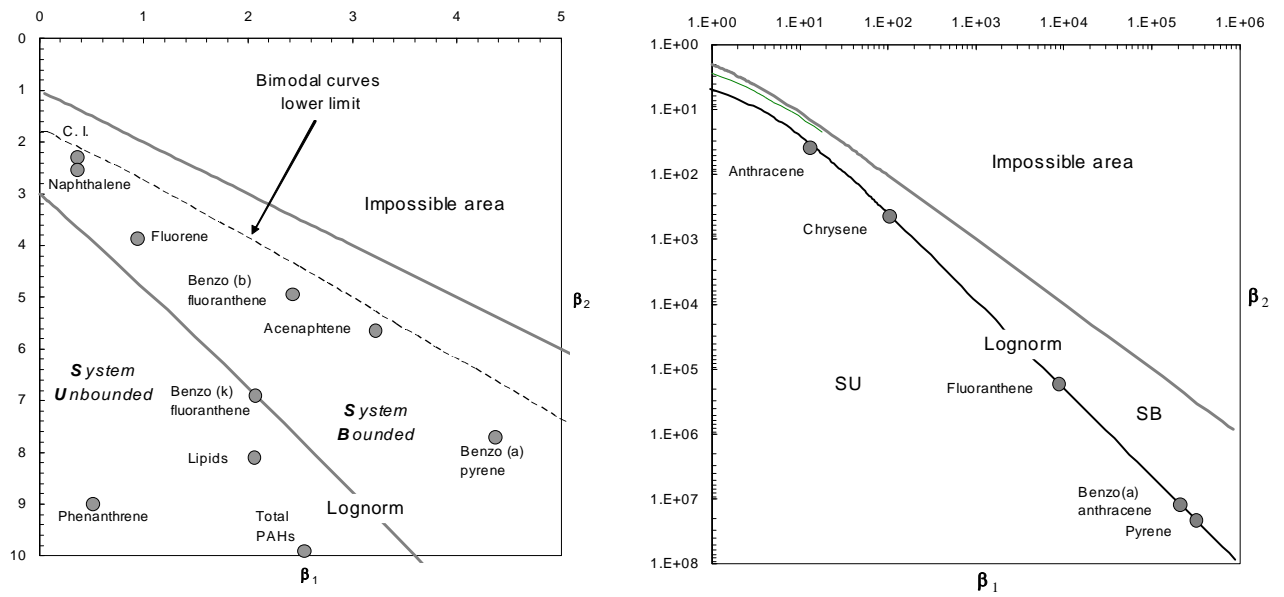 0 1 2 3 4 5
0
1
2
3
4
5
6
7
8
9
10
Bimodal curves
lower limit
C. I.
Naphthalene
Impossible area
Fluorene
Benzo (b)
fluoranthene
Acenaphtene
β2
System
Unbounded
Benzo (k)
fluoranthene
System
Bounded
Lipids
Benzo (a)
pyrene
Phenanthrene
Lognorm
Total
PAHs
β1
1.E+00 1.E+01 1.E+02 1.E+03 1.E+04 1.E+05 1.E+06
1.E+00
1.E+01
1.E+02
1.E+03
1.E+04
1.E+05
1.E+06
1.E+07
1.E+08
Impossible area
Anthracene
Chrysene
β2
Lognorm
SU
Fluoranthene
SB
Benzo(a)
anthracene
Pyrene
β1